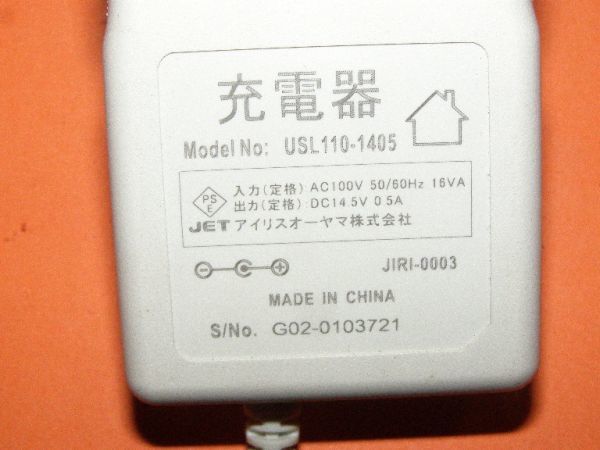 充電器
Model No: USL110-1405
PS
E
入力(定格) AC100V 50/60Hz 16VA
出力(定格):DC14.5V 0.5A
JET アイリスオーヤマ株式会社
JIRI-0003
MADE IN CHINA
S/No. G02-0103721